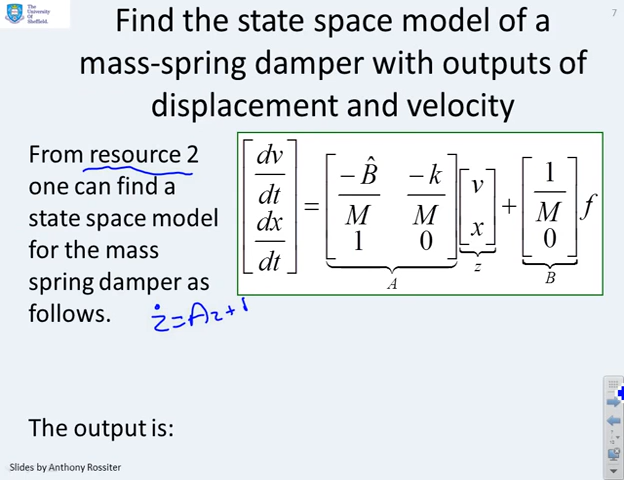 The
University
Of
Sheffield.
7
Find the state space model of a
mass-spring damper with outputs of
displacement and velocity
From resource 2
one can find a
state space model
for the mass
spring damper as
follows.
[dv/dt; dx/dt] = [-B̂/M -k/M; 1 0] [v; x] + [1/M; 0] f
A z B
ż=Az+
The output is:
Slides by Anthony Rossiter